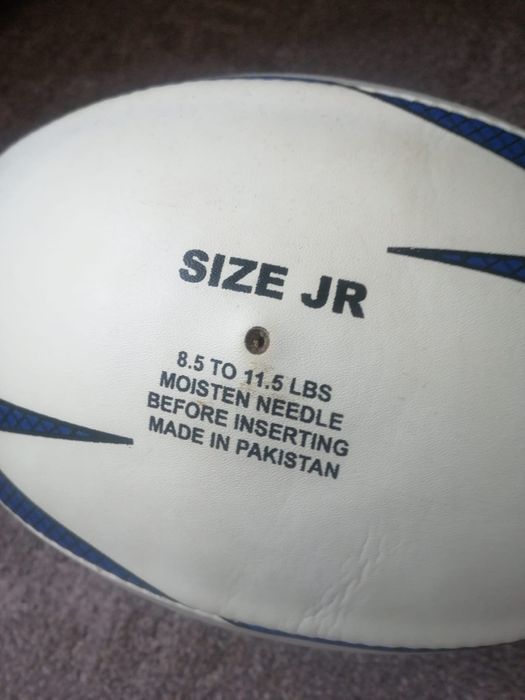 SIZE JR
8.5 TO 11.5 LBS
MOISTEN NEEDLE
BEFORE INSERTING
MADE IN PAKISTAN